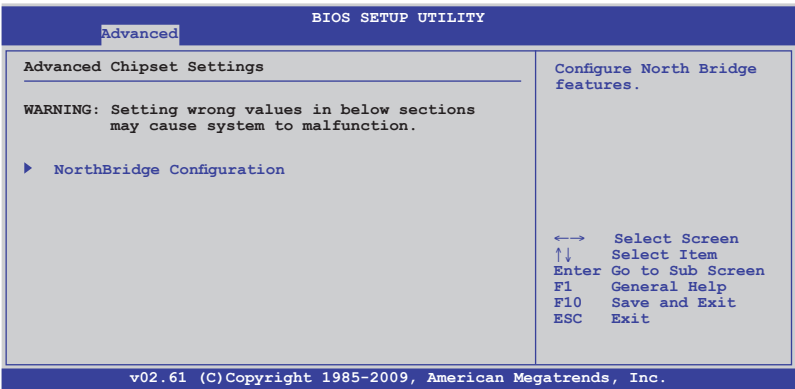 BIOS SETUP UTILITY
Advanced
Advanced Chipset Settings
WARNING: Setting wrong values in below sections
may cause system to malfunction.
NorthBridge Configuration
Configure North Bridge
features.
←→ Select Screen
↑↓ Select Item
Enter Go to Sub Screen
F1 General Help
F10 Save and Exit
ESC Exit
v02.61 (C)Copyright 1985-2009, American Megatrends, Inc.